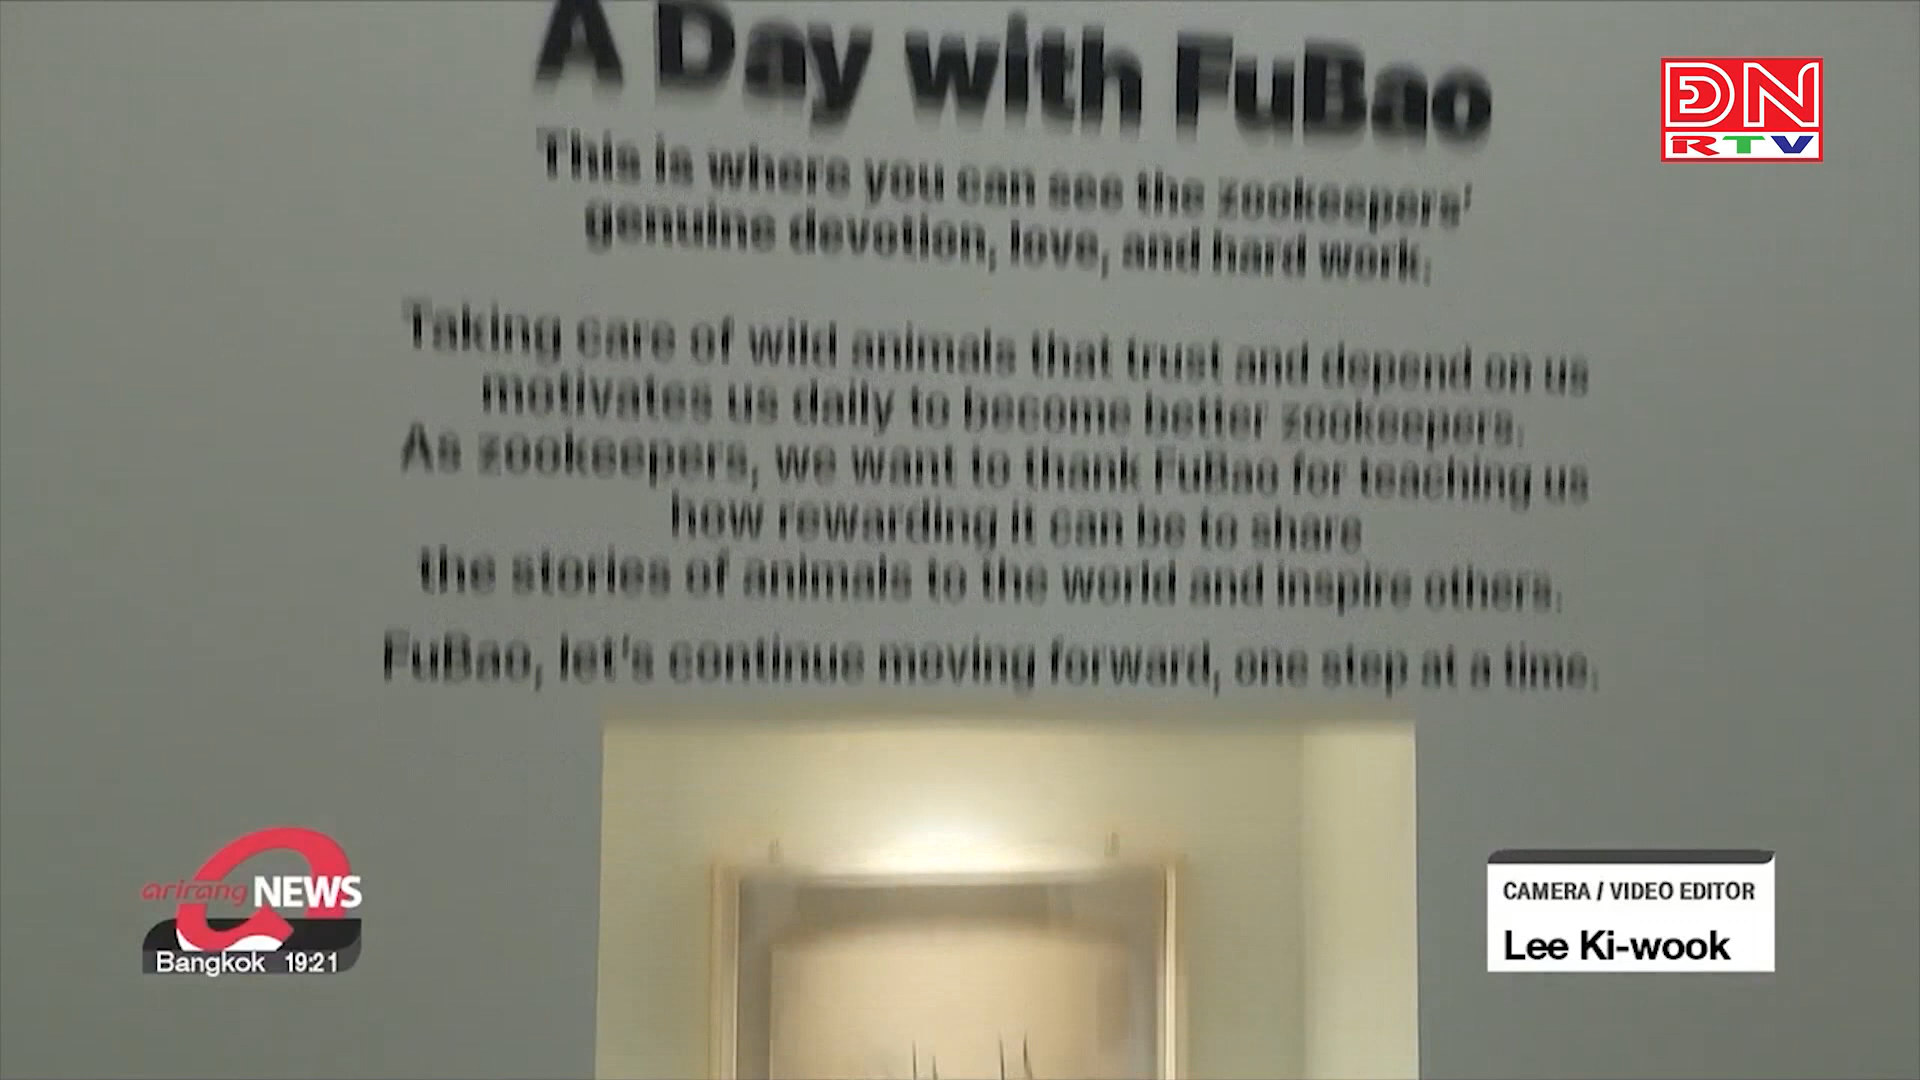 A Day with FuBao
This is where you can see the zookeepers'
genuine devotion, love, and hard work.
Taking care of wild animals that trust and depend on us
motivates us daily to become better zookeepers.
As zookeepers, we want to thank FuBao for teaching us
how rewarding it can be to share
the stories of animals to the world and inspire others.
FuBao, let's continue moving forward, one step at a time.
ĐN
RTV
arirang NEWS
Bangkok 19:21
CAMERA / VIDEO EDITOR
Lee Ki-wook